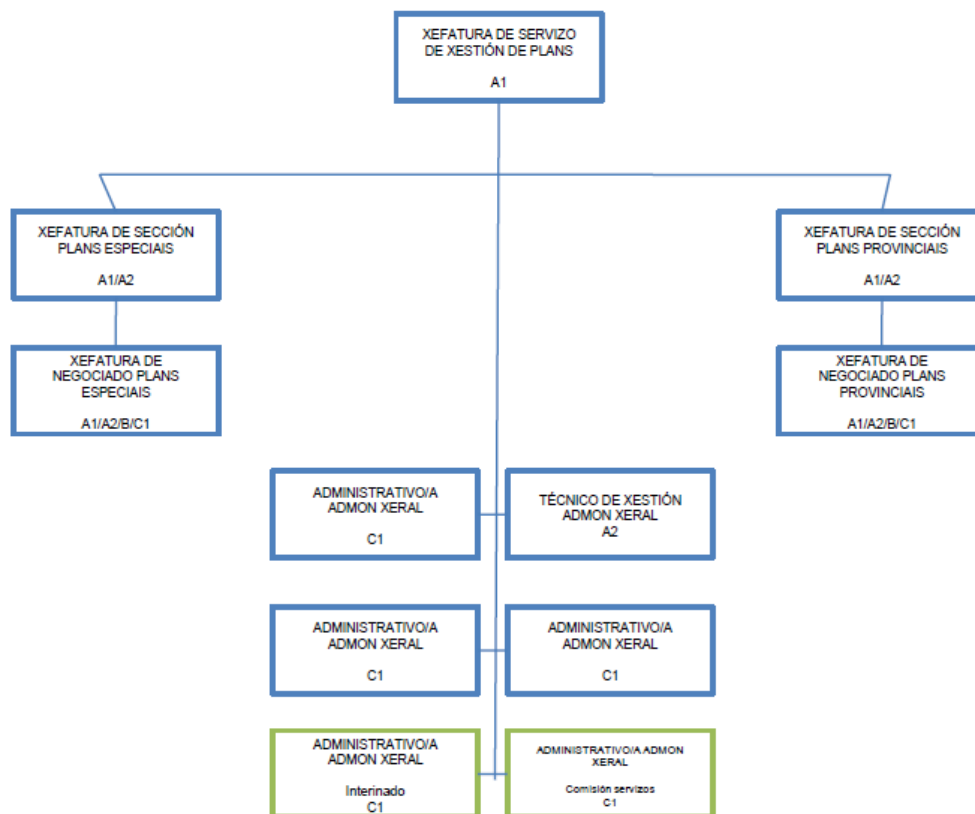 XEFATURA DE SERVIZO
DE XESTIÓN DE PLANS
A1
XEFATURA DE SECCIÓN
PLANS ESPECIAIS
A1/A2
XEFATURA DE SECCIÓN
PLANS PROVINCIAIS
A1/A2
XEFATURA DE
NEGOCIADO PLANS
ESPECIAIS
A1/A2/B/C1
XEFATURA DE
NEGOCIADO PLANS
PROVINCIAIS
A1/A2/B/C1
ADMINISTRATIVO/A
ADMON XERAL
C1
TÉCNICO DE XESTIÓN
ADMON XERAL
A2
ADMINISTRATIVO/A
ADMON XERAL
C1
ADMINISTRATIVO/A
ADMON XERAL
C1
ADMINISTRATIVO/A
ADMON XERAL
Interinado
C1
ADMINISTRATIVO/A ADMON
XERAL
Comisión servizos
C1